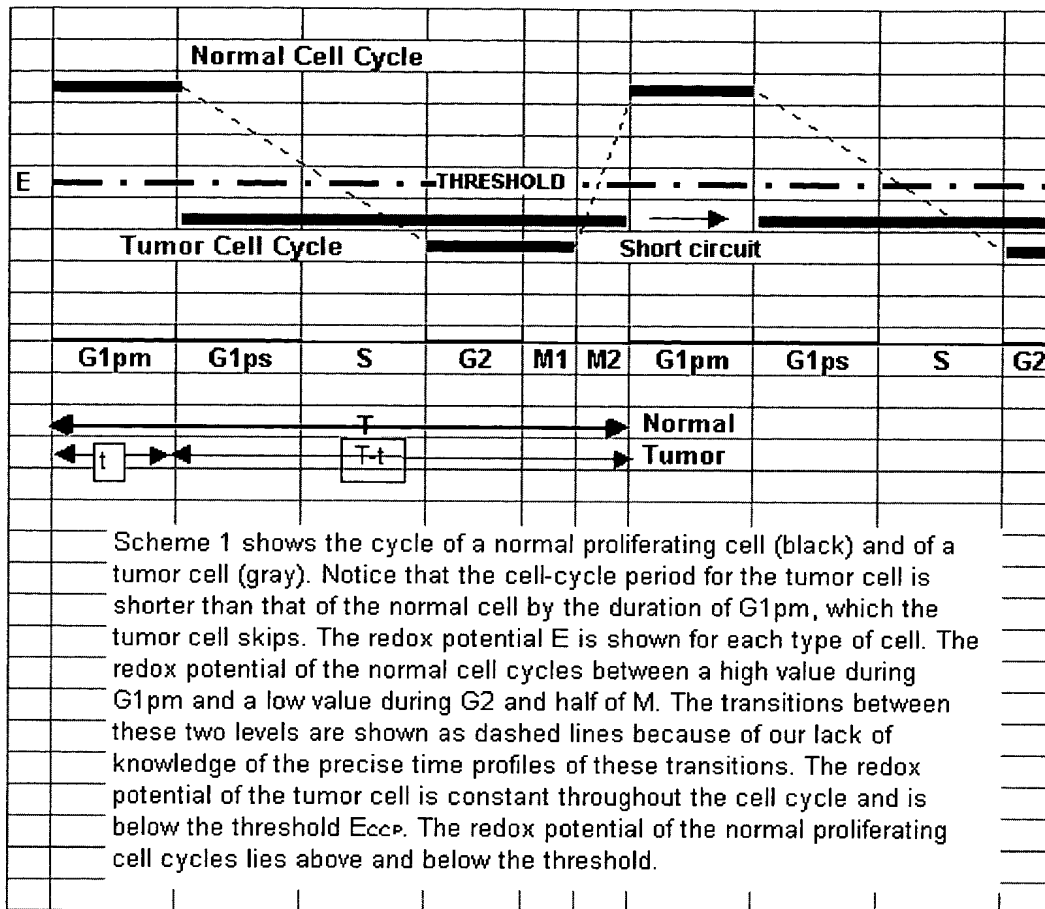 Normal Cell Cycle
E
THRESHOLD
Tumor Cell Cycle
Short circuit
G1pm G1ps S G2 M1 M2 G1pm G1ps S G2
T Normal
t T-t Tumor
Scheme 1 shows the cycle of a normal proliferating cell (black) and of a
tumor cell (gray). Notice that the cell-cycle period for the tumor cell is
shorter than that of the normal cell by the duration of G1pm, which the
tumor cell skips. The redox potential E is shown for each type of cell. The
redox potential of the normal cell cycles between a high value during
G1pm and a low value during G2 and half of M. The transitions between
these two levels are shown as dashed lines because of our lack of
knowledge of the precise time profiles of these transitions. The redox
potential of the tumor cell is constant throughout the cell cycle and is
below the threshold ECCP. The redox potential of the normal proliferating
cell cycles lies above and below the threshold.